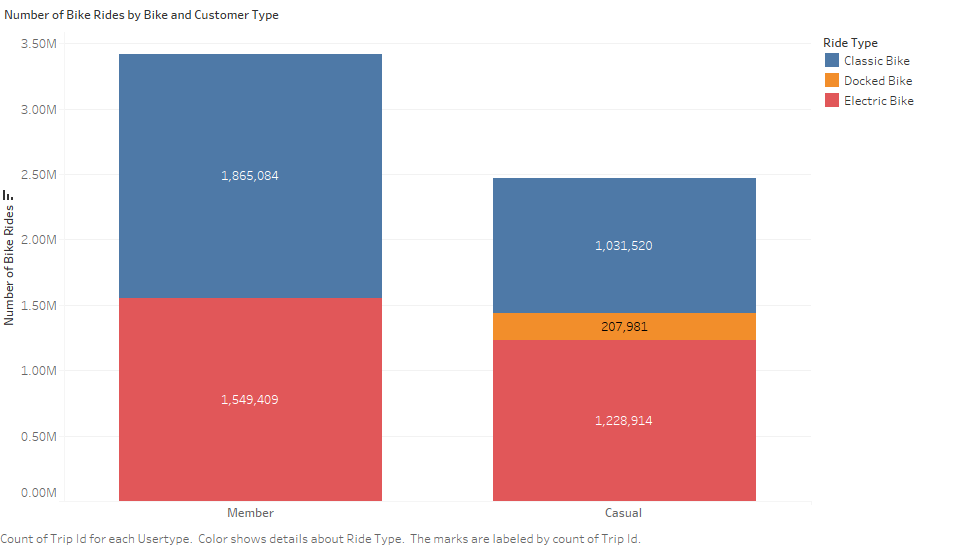 Number of Bike Rides by Bike and Customer Type
Ride Type
Classic Bike
Docked Bike
Electric Bike
Number of Bike Rides
3.50M
3.00M
2.50M
2.00M
1.50M
1.00M
0.50M
0.00M
1,865,084
1,549,409
1,031,520
207,981
1,228,914
Member
Casual
Count of Trip Id for each Usertype. Color shows details about Ride Type. The marks are labeled by count of Trip Id.